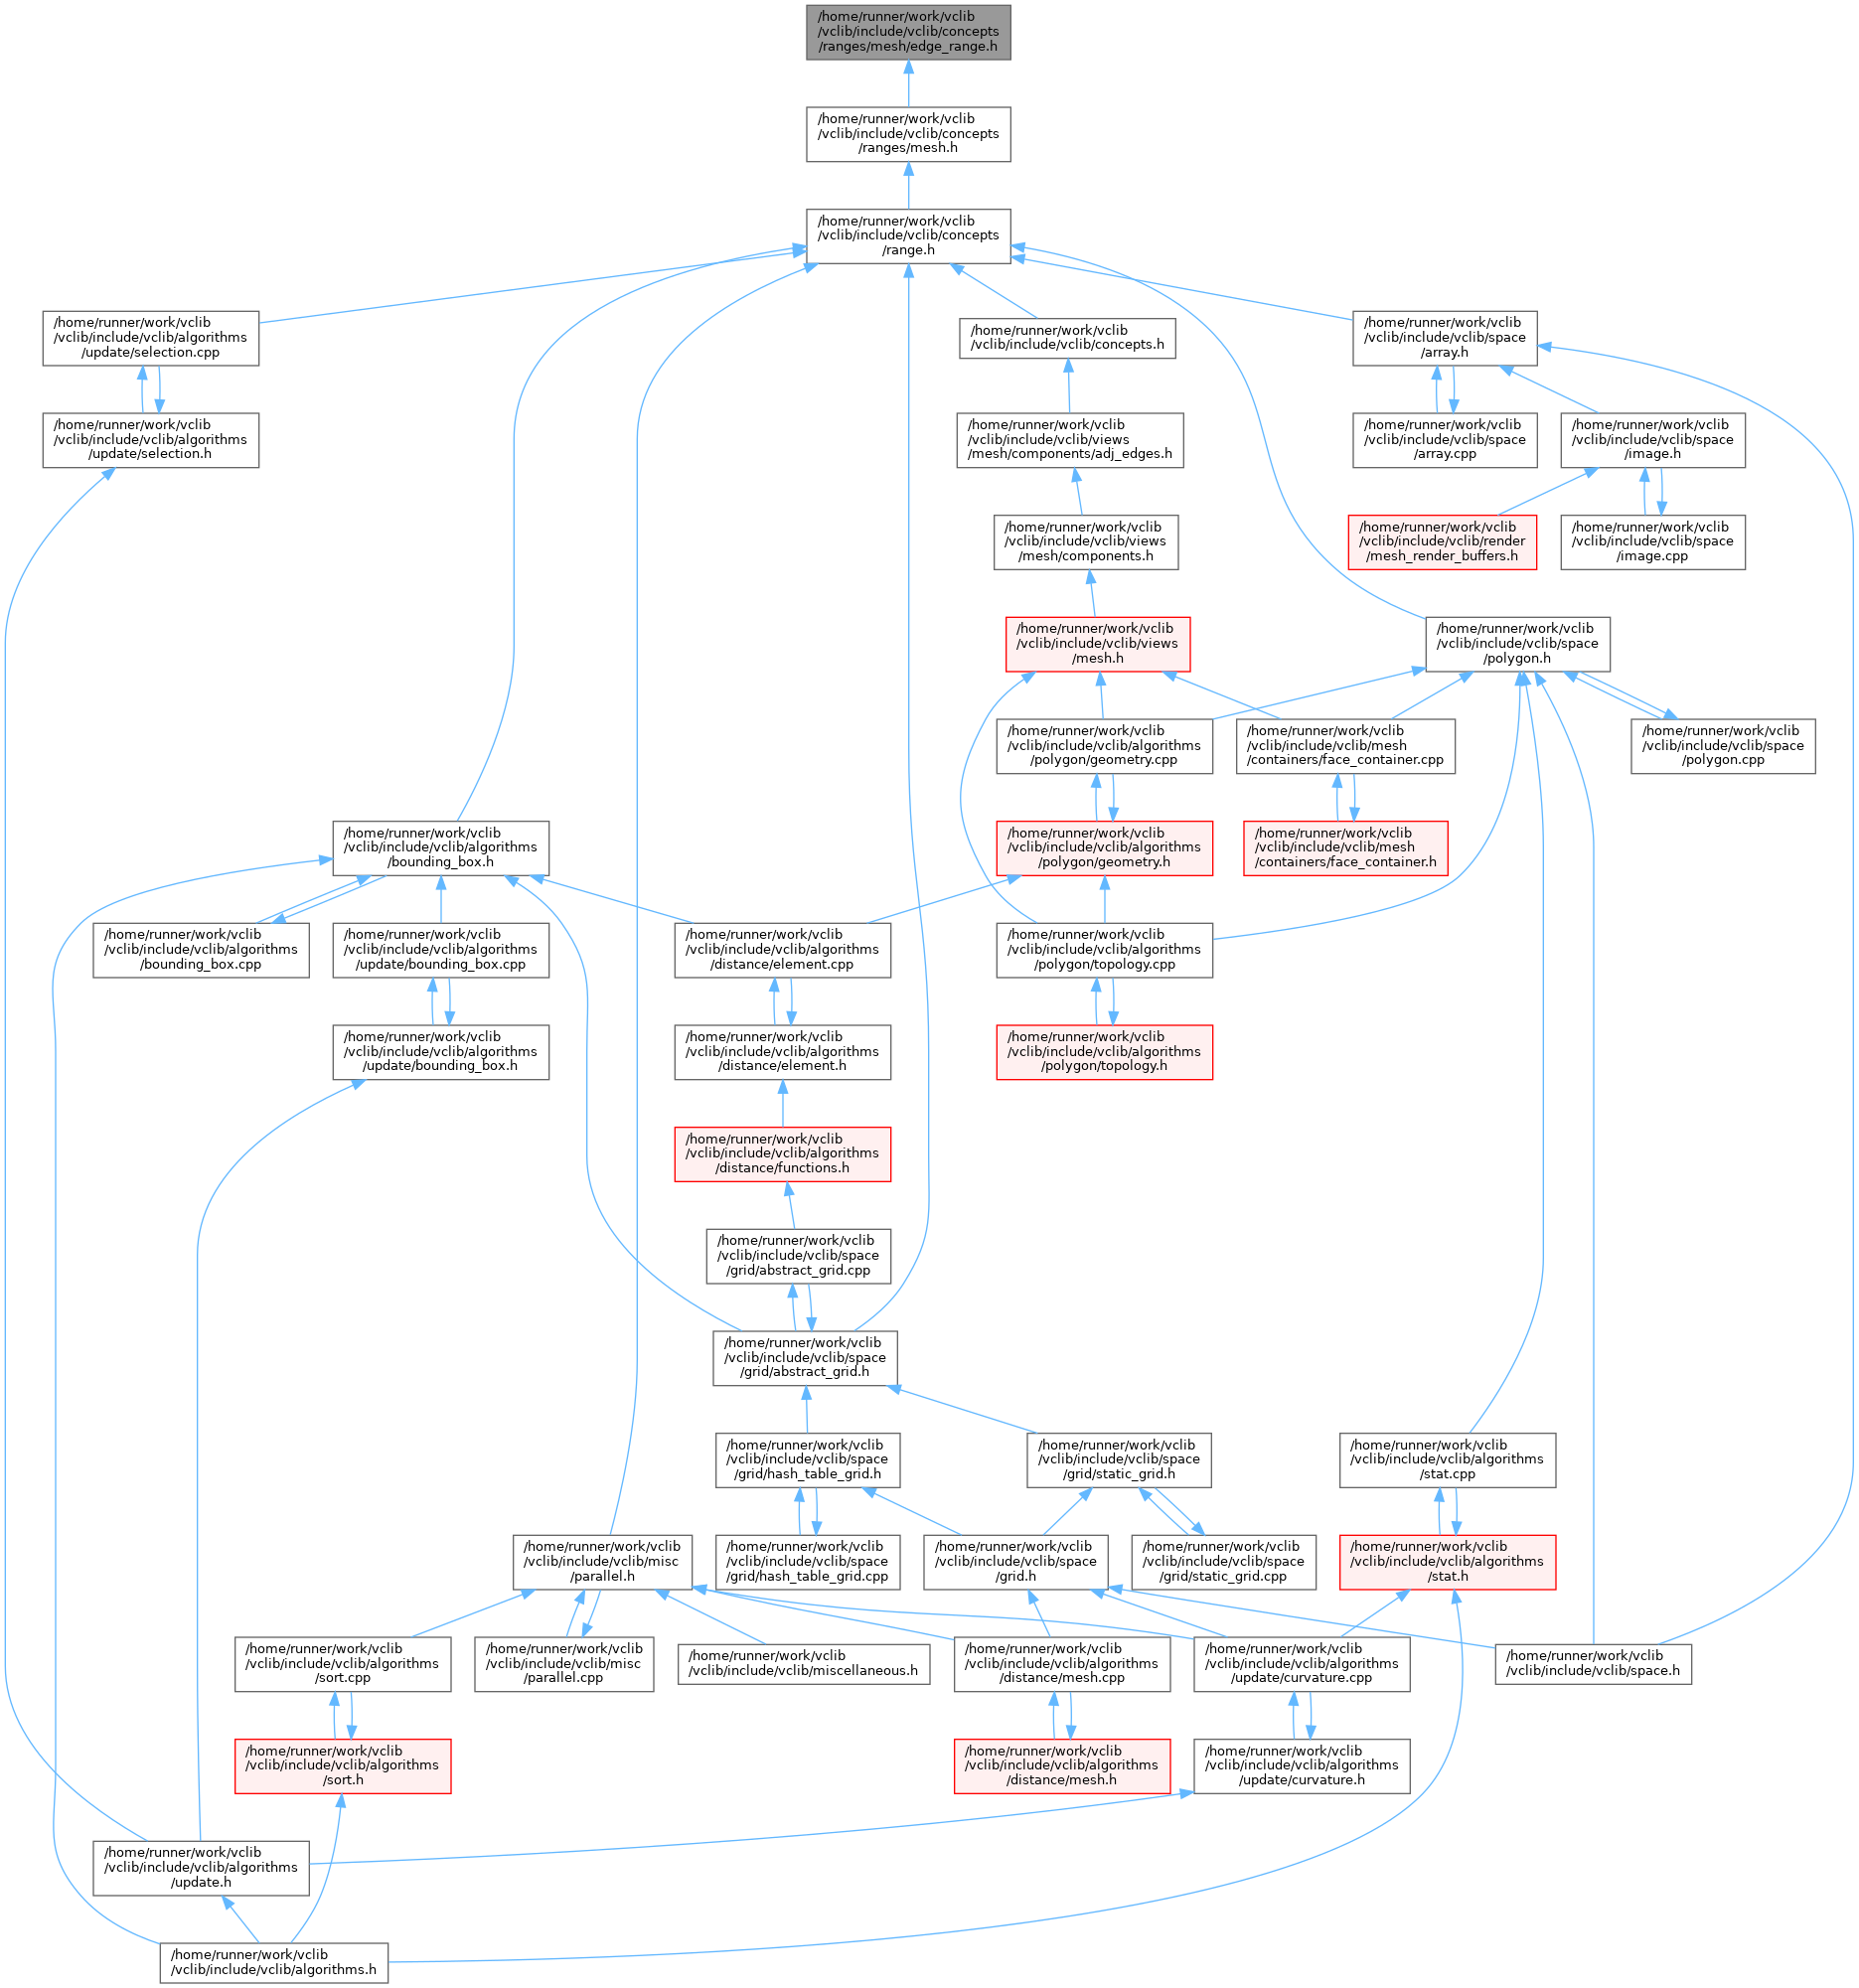 /home/runner/work/vclib
/vclib/include/vclib/concepts
/ranges/mesh/edge_range.h
/home/runner/work/vclib
/vclib/include/vclib/concepts
/ranges/mesh.h
/home/runner/work/vclib
/vclib/include/vclib/concepts
/range.h
/home/runner/work/vclib
/vclib/include/vclib/algorithms
/update/selection.cpp
/home/runner/work/vclib
/vclib/include/vclib/concepts.h
/home/runner/work/vclib
/vclib/include/vclib/space
/array.h
/home/runner/work/vclib
/vclib/include/vclib/algorithms
/update/selection.h
/home/runner/work/vclib
/vclib/include/vclib/views
/mesh/components/adj_edges.h
/home/runner/work/vclib
/vclib/include/vclib/space
/array.cpp
/home/runner/work/vclib
/vclib/include/vclib/space
/image.h
/home/runner/work/vclib
/vclib/include/vclib/views
/mesh/components.h
/home/runner/work/vclib
/vclib/include/vclib/render
/mesh_render_buffers.h
/home/runner/work/vclib
/vclib/include/vclib/space
/image.cpp
/home/runner/work/vclib
/vclib/include/vclib/views
/mesh.h
/home/runner/work/vclib
/vclib/include/vclib/space
/polygon.h
/home/runner/work/vclib
/vclib/include/vclib/algorithms
/polygon/geometry.cpp
/home/runner/work/vclib
/vclib/include/vclib/mesh
/containers/face_container.cpp
/home/runner/work/vclib
/vclib/include/vclib/space
/polygon.cpp
/home/runner/work/vclib
/vclib/include/vclib/algorithms
/bounding_box.h
/home/runner/work/vclib
/vclib/include/vclib/algorithms
/polygon/geometry.h
/home/runner/work/vclib
/vclib/include/vclib/mesh
/containers/face_container.h
/home/runner/work/vclib
/vclib/include/vclib/algorithms
/bounding_box.cpp
/home/runner/work/vclib
/vclib/include/vclib/algorithms
/update/bounding_box.cpp
/home/runner/work/vclib
/vclib/include/vclib/algorithms
/distance/element.cpp
/home/runner/work/vclib
/vclib/include/vclib/algorithms
/polygon/topology.cpp
/home/runner/work/vclib
/vclib/include/vclib/algorithms
/update/bounding_box.h
/home/runner/work/vclib
/vclib/include/vclib/algorithms
/distance/element.h
/home/runner/work/vclib
/vclib/include/vclib/algorithms
/polygon/topology.h
/home/runner/work/vclib
/vclib/include/vclib/algorithms
/distance/functions.h
/home/runner/work/vclib
/vclib/include/vclib/space
/grid/abstract_grid.cpp
/home/runner/work/vclib
/vclib/include/vclib/space
/grid/abstract_grid.h
/home/runner/work/vclib
/vclib/include/vclib/space
/grid/hash_table_grid.h
/home/runner/work/vclib
/vclib/include/vclib/space
/grid/static_grid.h
/home/runner/work/vclib
/vclib/include/vclib/algorithms
/stat.cpp
/home/runner/work/vclib
/vclib/include/vclib/misc
/parallel.h
/home/runner/work/vclib
/vclib/include/vclib/space
/grid/hash_table_grid.cpp
/home/runner/work/vclib
/vclib/include/vclib/space
/grid.h
/home/runner/work/vclib
/vclib/include/vclib/space
/grid/static_grid.cpp
/home/runner/work/vclib
/vclib/include/vclib/algorithms
/stat.h
/home/runner/work/vclib
/vclib/include/vclib/algorithms
/sort.cpp
/home/runner/work/vclib
/vclib/include/vclib/misc
/parallel.cpp
/home/runner/work/vclib
/vclib/include/vclib/miscellaneous.h
/home/runner/work/vclib
/vclib/include/vclib/algorithms
/distance/mesh.cpp
/home/runner/work/vclib
/vclib/include/vclib/algorithms
/update/curvature.cpp
/home/runner/work/vclib
/vclib/include/vclib/space.h
/home/runner/work/vclib
/vclib/include/vclib/algorithms
/sort.h
/home/runner/work/vclib
/vclib/include/vclib/algorithms
/distance/mesh.h
/home/runner/work/vclib
/vclib/include/vclib/algorithms
/update/curvature.h
/home/runner/work/vclib
/vclib/include/vclib/algorithms
/update.h
/home/runner/work/vclib
/vclib/include/vclib/algorithms.h